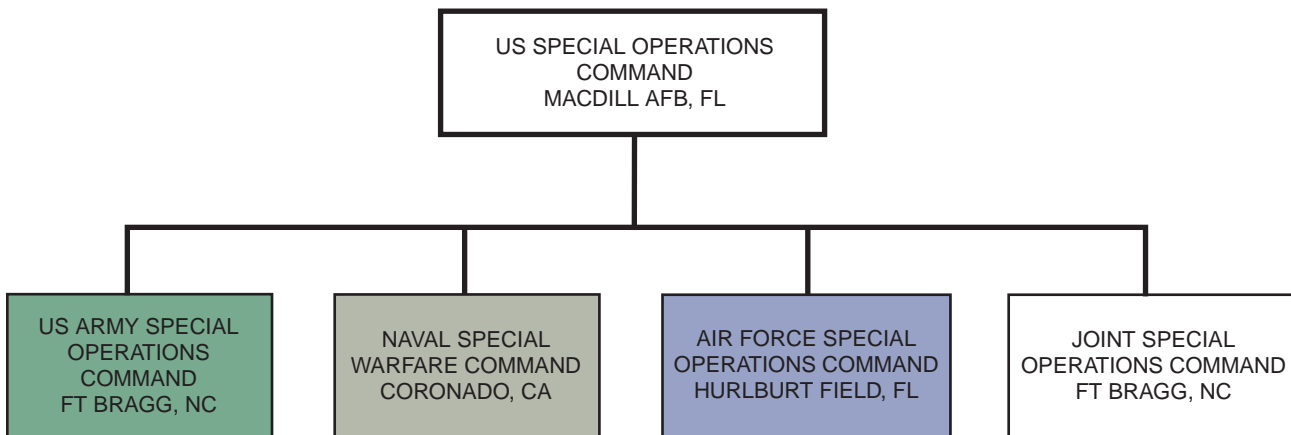 US SPECIAL OPERATIONS
COMMAND
MACDILL AFB, FL
US ARMY SPECIAL
OPERATIONS
COMMAND
FT BRAGG, NC
NAVAL SPECIAL
WARFARE COMMAND
CORONADO, CA
AIR FORCE SPECIAL
OPERATIONS COMMAND
HURLBURT FIELD, FL
JOINT SPECIAL
OPERATIONS COMMAND
FT BRAGG, NC